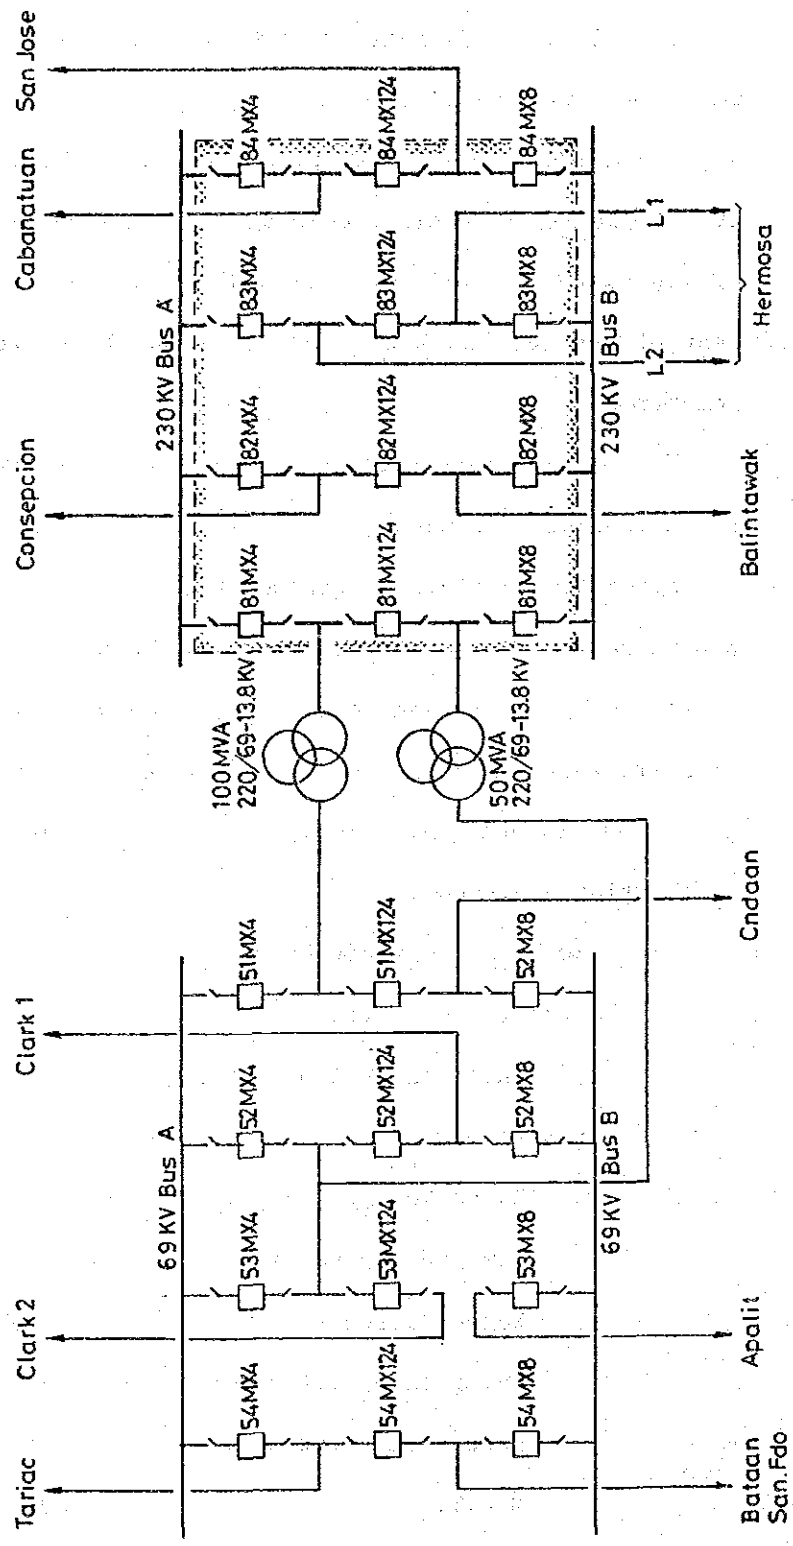 San Jose
Cabanatuan
Consepcion
Clark 1
Clark 2
Tariac
230 KV Bus A
84MX4
84MX124
84MX8
83MX4
83MX124
83MX8
82MX4
82MX124
82MX8
81MX4
81MX124
81MX8
230 KV Bus B
L1
L2
Hermosa
Balintawak
100 MVA
220/69-13.8 KV
50 MVA
220/69-13.8 KV
Cndaan
69 KV Bus A
51MX4
51MX124
52MX8
52MX4
52MX124
52MX8
53MX4
53MX124
53MX8
54MX4
54MX124
54MX8
69 KV Bus B
Apalit
Bataan
San.Fdo